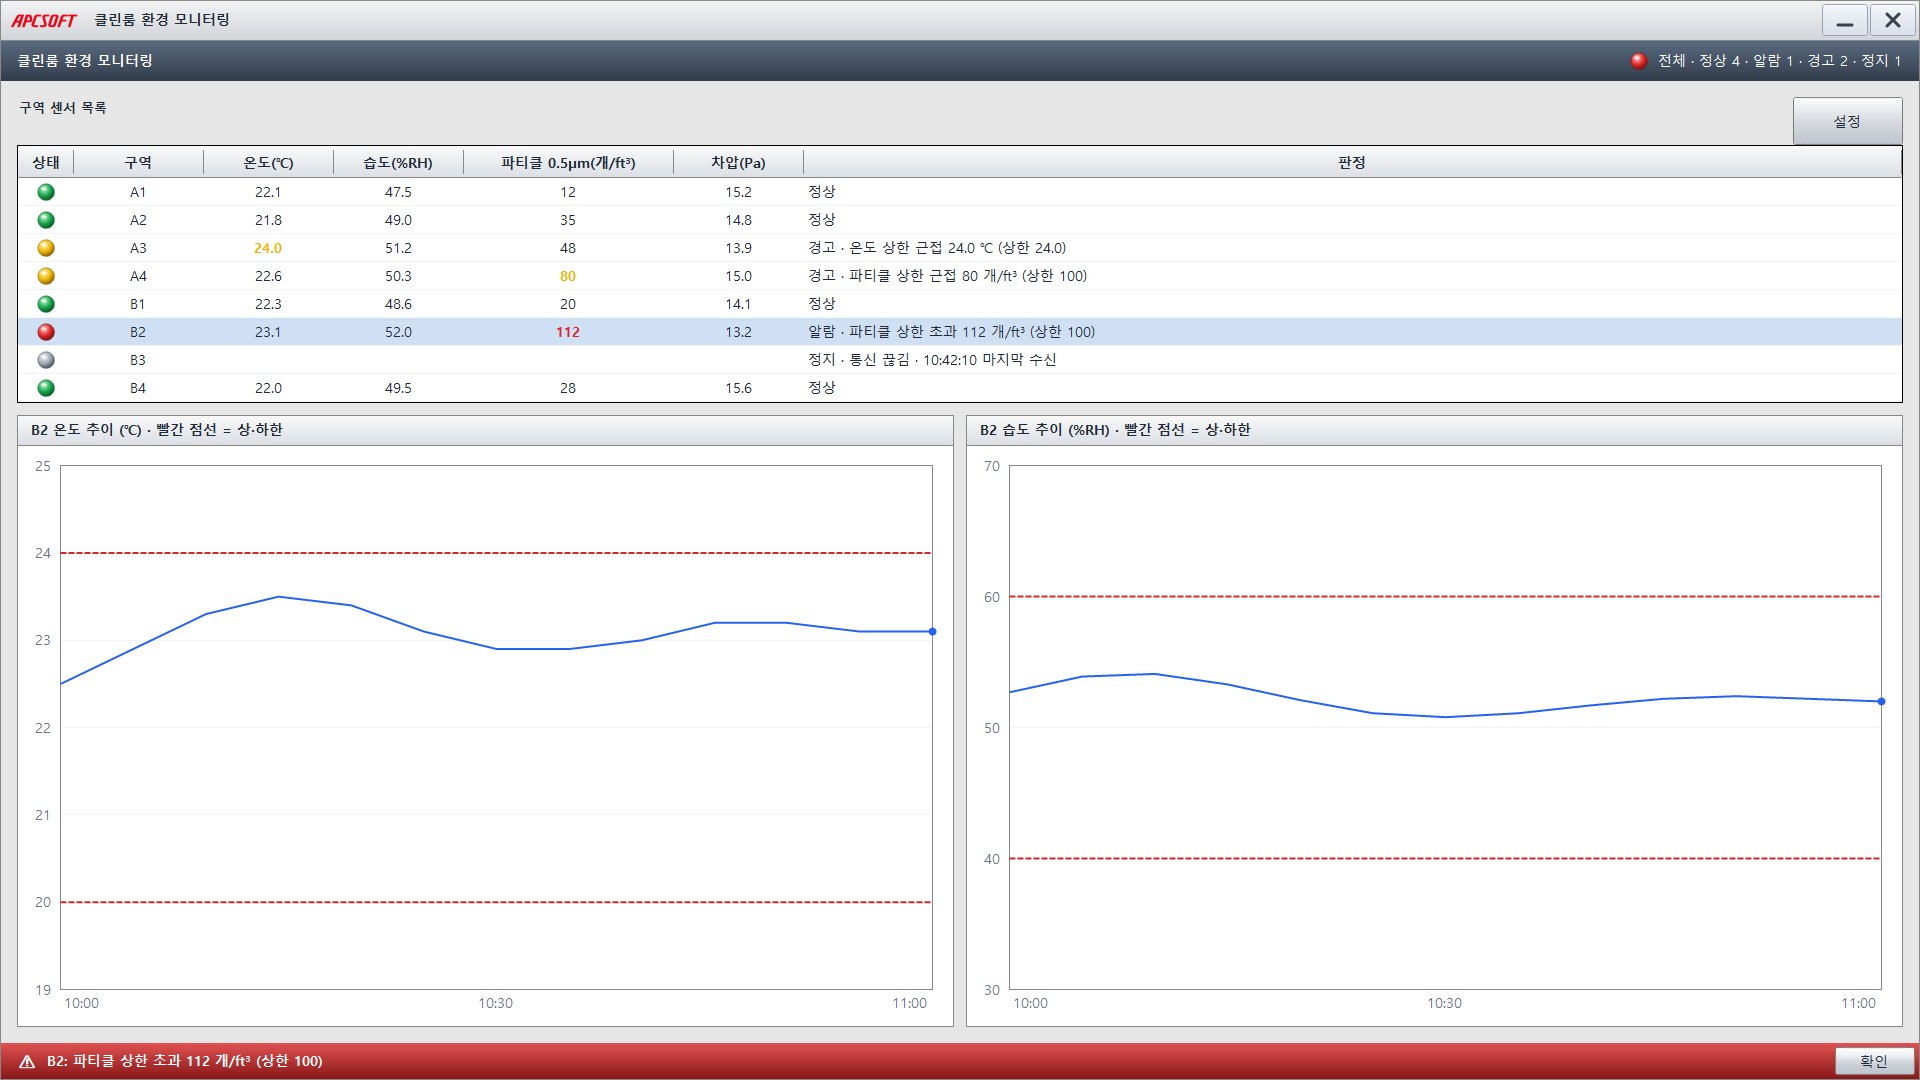 APCSOFT 클린룸 환경 모니터링
클린룸 환경 모니터링 전체 · 정상 4 · 알람 1 · 경고 2 · 정지 1
구역 센서 목록
설정
상태 구역 온도(℃) 습도(%RH) 파티클 0.5µm(개/ft³) 차압(Pa) 판정
A1 22.1 47.5 12 15.2 정상
A2 21.8 49.0 35 14.8 정상
A3 24.0 51.2 48 13.9 경고 · 온도 상한 근접 24.0 ℃ (상한 24.0)
A4 22.6 50.3 80 15.0 경고 · 파티클 상한 근접 80 개/ft³ (상한 100)
B1 22.3 48.6 20 14.1 정상
B2 23.1 52.0 112 13.2 알람 · 파티클 상한 초과 112 개/ft³ (상한 100)
B3 정지 · 통신 끊김 · 10:42:10 마지막 수신
B4 22.0 49.5 28 15.6 정상
B2 온도 추이 (℃) · 빨간 점선 = 상·하한
25
24
23
22
21
20
19
10:00 10:30 11:00
B2 습도 추이 (%RH) · 빨간 점선 = 상·하한
70
60
50
40
30
10:00 10:30 11:00
B2: 파티클 상한 초과 112 개/ft³ (상한 100)
확인